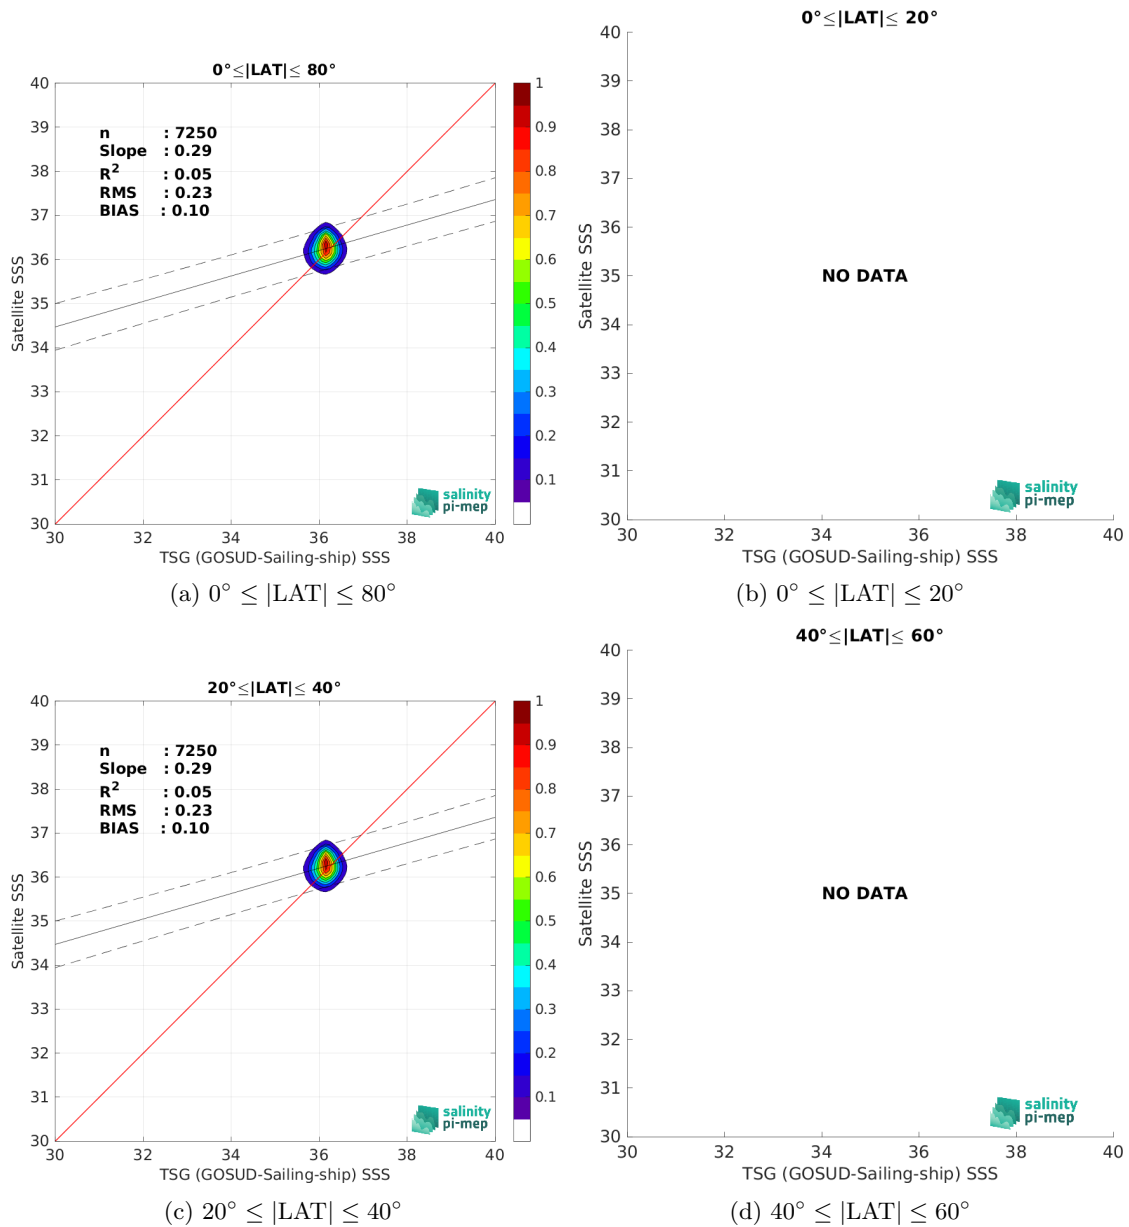 0°≤|LAT|≤ 80°
n : 7250
Slope : 0.29
R² : 0.05
RMS : 0.23
BIAS : 0.10
40
39
38
37
36
35
34
33
32
31
30
30 32 34 36 38 40
Satellite SSS
TSG (GOSUD-Sailing-ship) SSS
1
0.9
0.8
0.7
0.6
0.5
0.4
0.3
0.2
0.1
salinity
pi-mep
(a) 0° ≤ |LAT| ≤ 80°
0°≤|LAT|≤ 20°
40
39
38
37
36
35
34
33
32
31
30
30 32 34 36 38 40
Satellite SSS
NO DATA
TSG (GOSUD-Sailing-ship) SSS
salinity
pi-mep
(b) 0° ≤ |LAT| ≤ 20°
20°≤|LAT|≤ 40°
n : 7250
Slope : 0.29
R² : 0.05
RMS : 0.23
BIAS : 0.10
40
39
38
37
36
35
34
33
32
31
30
30 32 34 36 38 40
Satellite SSS
TSG (GOSUD-Sailing-ship) SSS
1
0.9
0.8
0.7
0.6
0.5
0.4
0.3
0.2
0.1
salinity
pi-mep
(c) 20° ≤ |LAT| ≤ 40°
40°≤|LAT|≤ 60°
40
39
38
37
36
35
34
33
32
31
30
30 32 34 36 38 40
Satellite SSS
NO DATA
TSG (GOSUD-Sailing-ship) SSS
salinity
pi-mep
(d) 40° ≤ |LAT| ≤ 60°